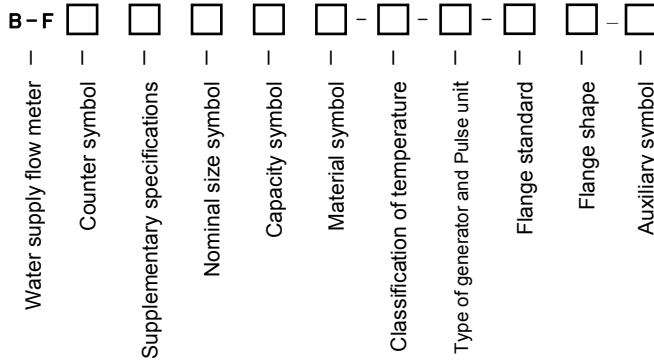 B-F □ □ □ □ □ - □ - □ - □ □ - □
Water supply flow meter
Counter symbol
Supplementary specifications
Nominal size symbol
Capacity symbol
Material symbol
Classification of temperature
Type of generator and Pulse unit
Flange standard
Flange shape
Auxiliary symbol